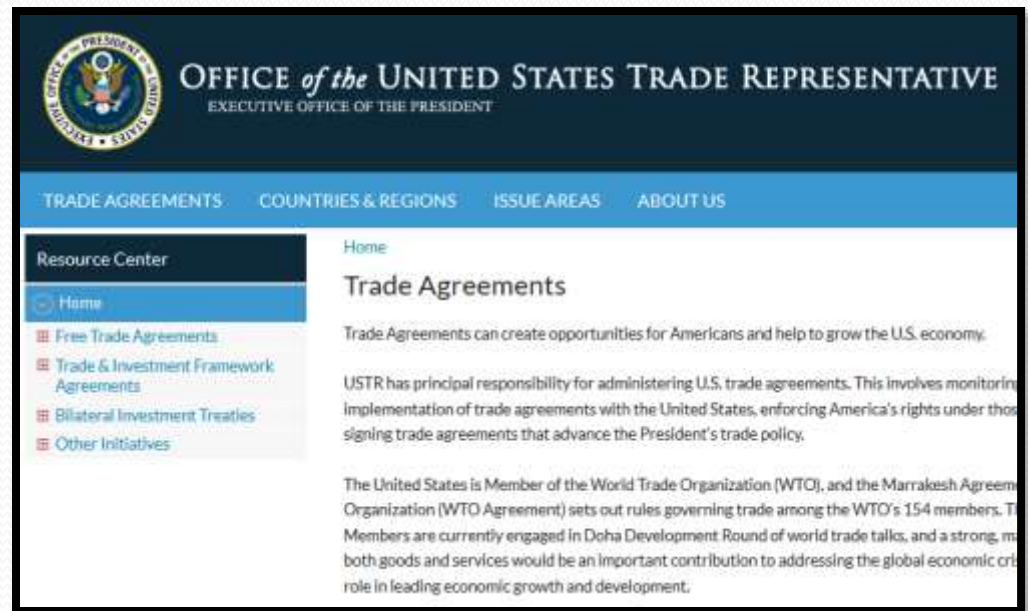 OFFICE of the UNITED STATES TRADE REPRESENTATIVE
EXECUTIVE OFFICE OF THE PRESIDENT
TRADE AGREEMENTS COUNTRIES & REGIONS ISSUE AREAS ABOUT US
Resource Center
Home
Free Trade Agreements
Trade & Investment Framework
Agreements
Bilateral Investment Treaties
Other Initiatives
Home
Trade Agreements
Trade Agreements can create opportunities for Americans and help to grow the U.S. economy.
USTR has principal responsibility for administering U.S. trade agreements. This involves monitoring
implementation of trade agreements with the United States, enforcing America's rights under
signing trade agreements that advance the President's trade policy.
The United States is Member of the World Trade Organization (WTO), and the Marrakesh
Organization (WTO Agreement) sets out rules governing trade among the WTO's 154 members.
Members are currently engaged in Doha Development Round of world trade talks, and a strong,
both goods and services would be an important contribution to addressing the global economic
role in leading economic growth and development.